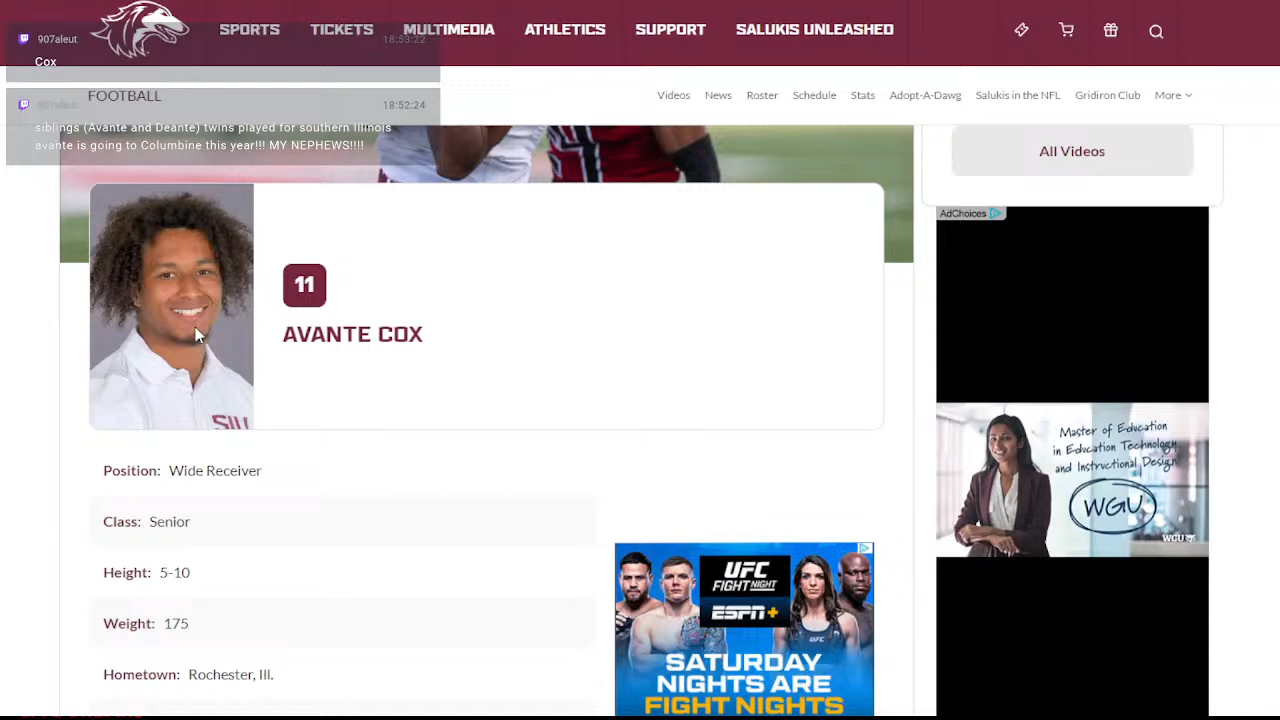 907aleut
18:53:22
Cox
907aleut
18:52:24
siblings (Avante and Deante) twins played for southern Illinois
avante is going to Columbine this year!!! MY NEPHEWS!!!!
SPORTS TICKETS MULTIMEDIA ATHLETICS SUPPORT SALUKIS UNLEASHED
FOOTBALL
Videos News Roster Schedule Stats Adopt-A-Dawg Salukis in the NFL Gridiron Club More
All Videos
AdChoices
11
AVANTE COX
SIU
Position: Wide Receiver
Class: Senior
Height: 5-10
Weight: 175
Hometown: Rochester, Ill.
Master of Education
in Education Technology
and Instructional Design
WGU
WGU
UFC
FIGHT NIGHT
ESPN+
UFC
SATURDAY
NIGHTS ARE
FIGHT NIGHTS